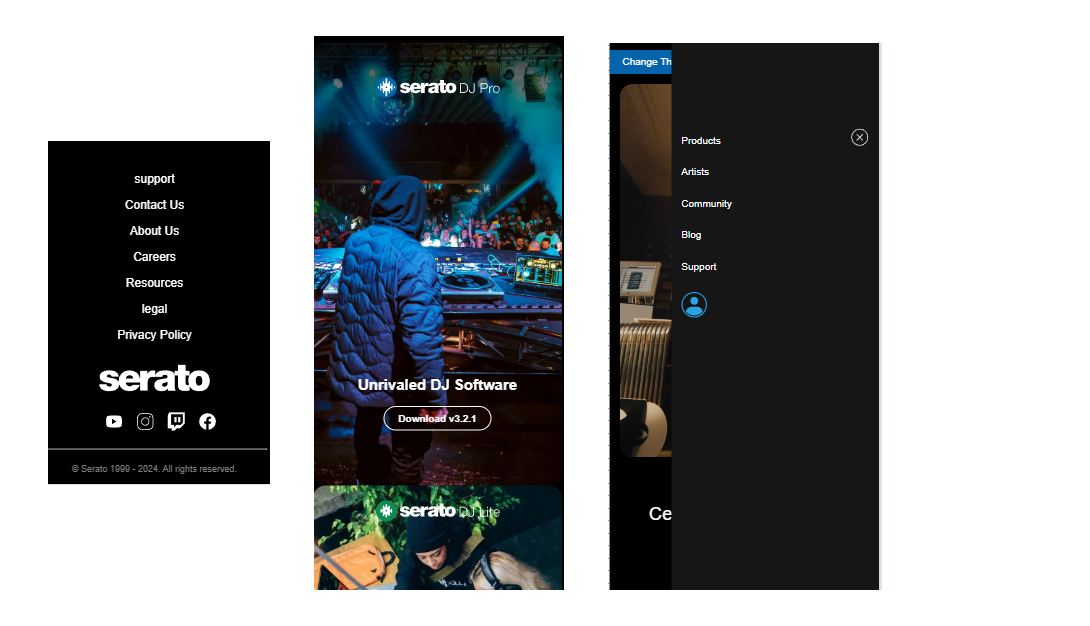 support
Contact Us
About Us
Careers
Resources
legal
Privacy Policy
serato
© Serato 1999 - 2024. All rights reserved.
serato DJ Pro
Unrivaled DJ Software
Download v3.2.1
serato DJ Lite
Change Th
Products
Artists
Community
Blog
Support
Ce